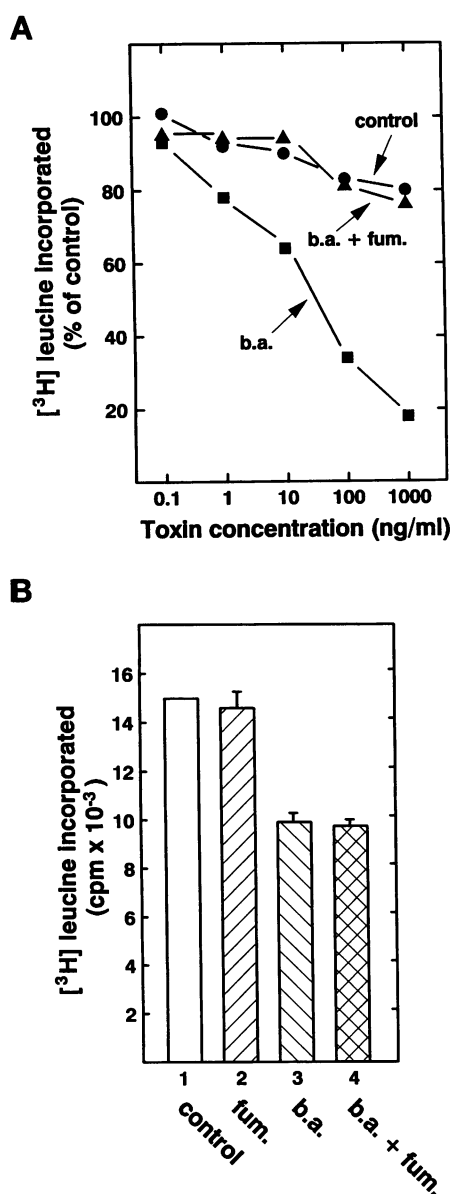 A
[³H] leucine incorporated
(% of control)
100
80
60
40
20
control
b.a. + fum.
b.a.
0.1 1 10 100 1000
Toxin concentration (ng/ml)
B
[³H] leucine incorporated
(cpm x 10⁻³)
16
14
12
10
8
6
4
2
1 2 3 4
control
fum.
b.a.
b.a. + fum.